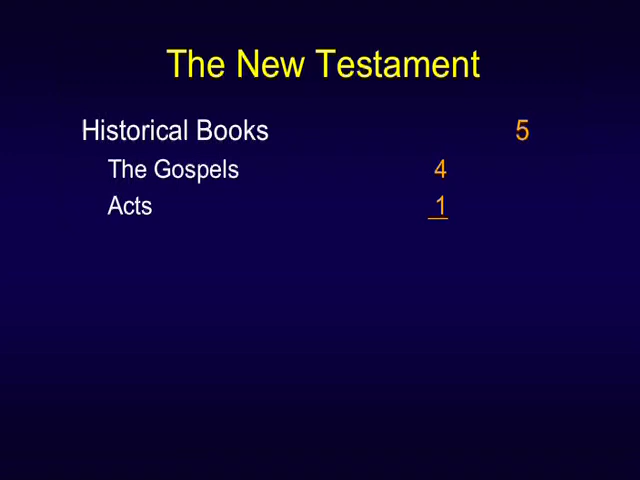 The New Testament
Historical Books 5
The Gospels 4
Acts 1